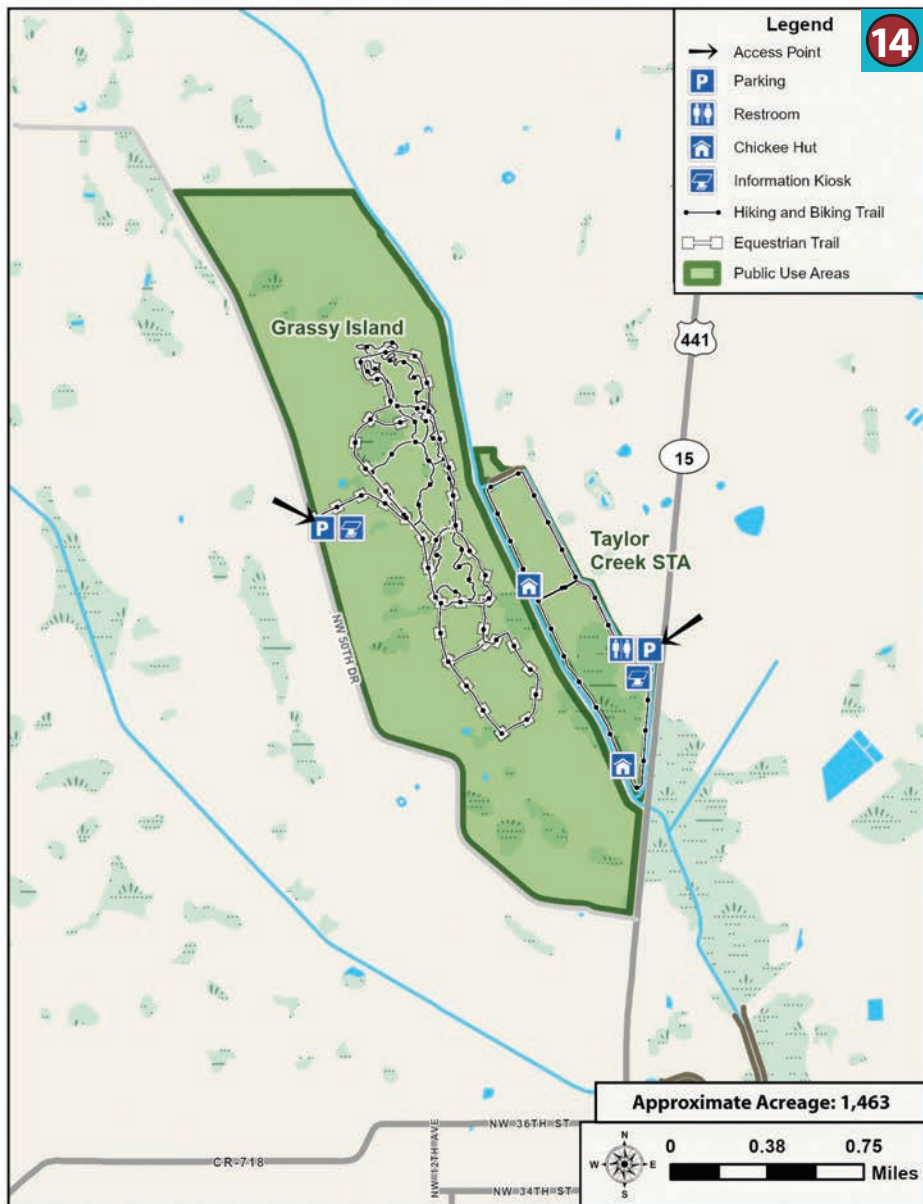 Legend
14
Access Point
P
Parking
Restroom
Chickee Hut
Information Kiosk
Hiking and Biking Trail
Equestrian Trail
Public Use Areas
Grassy Island
441
15
Taylor
Creek STA
P
P
NW 50TH DR
Approximate Acreage: 1,463
NW 36TH ST
CR-718
NW 12TH AVE
NW 34TH ST
N
W
E
S
0 0.38 0.75
Miles